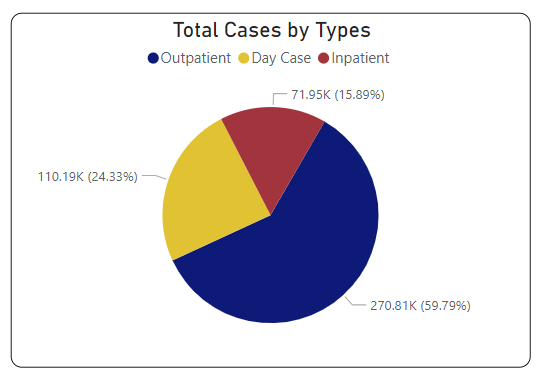 Total Cases by Types
Outpatient Day Case Inpatient
71.95K (15.89%)
110.19K (24.33%)
270.81K (59.79%)